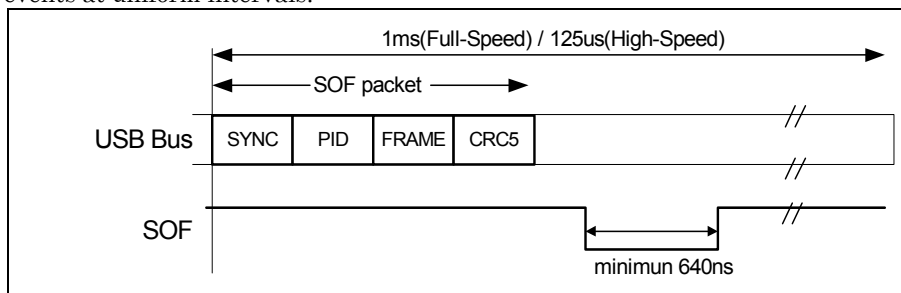 events at uniform intervals.
1ms(Full-Speed) / 125us(High-Speed)
SOF packet
USB Bus SYNC PID FRAME CRC5
SOF
minimun 640ns